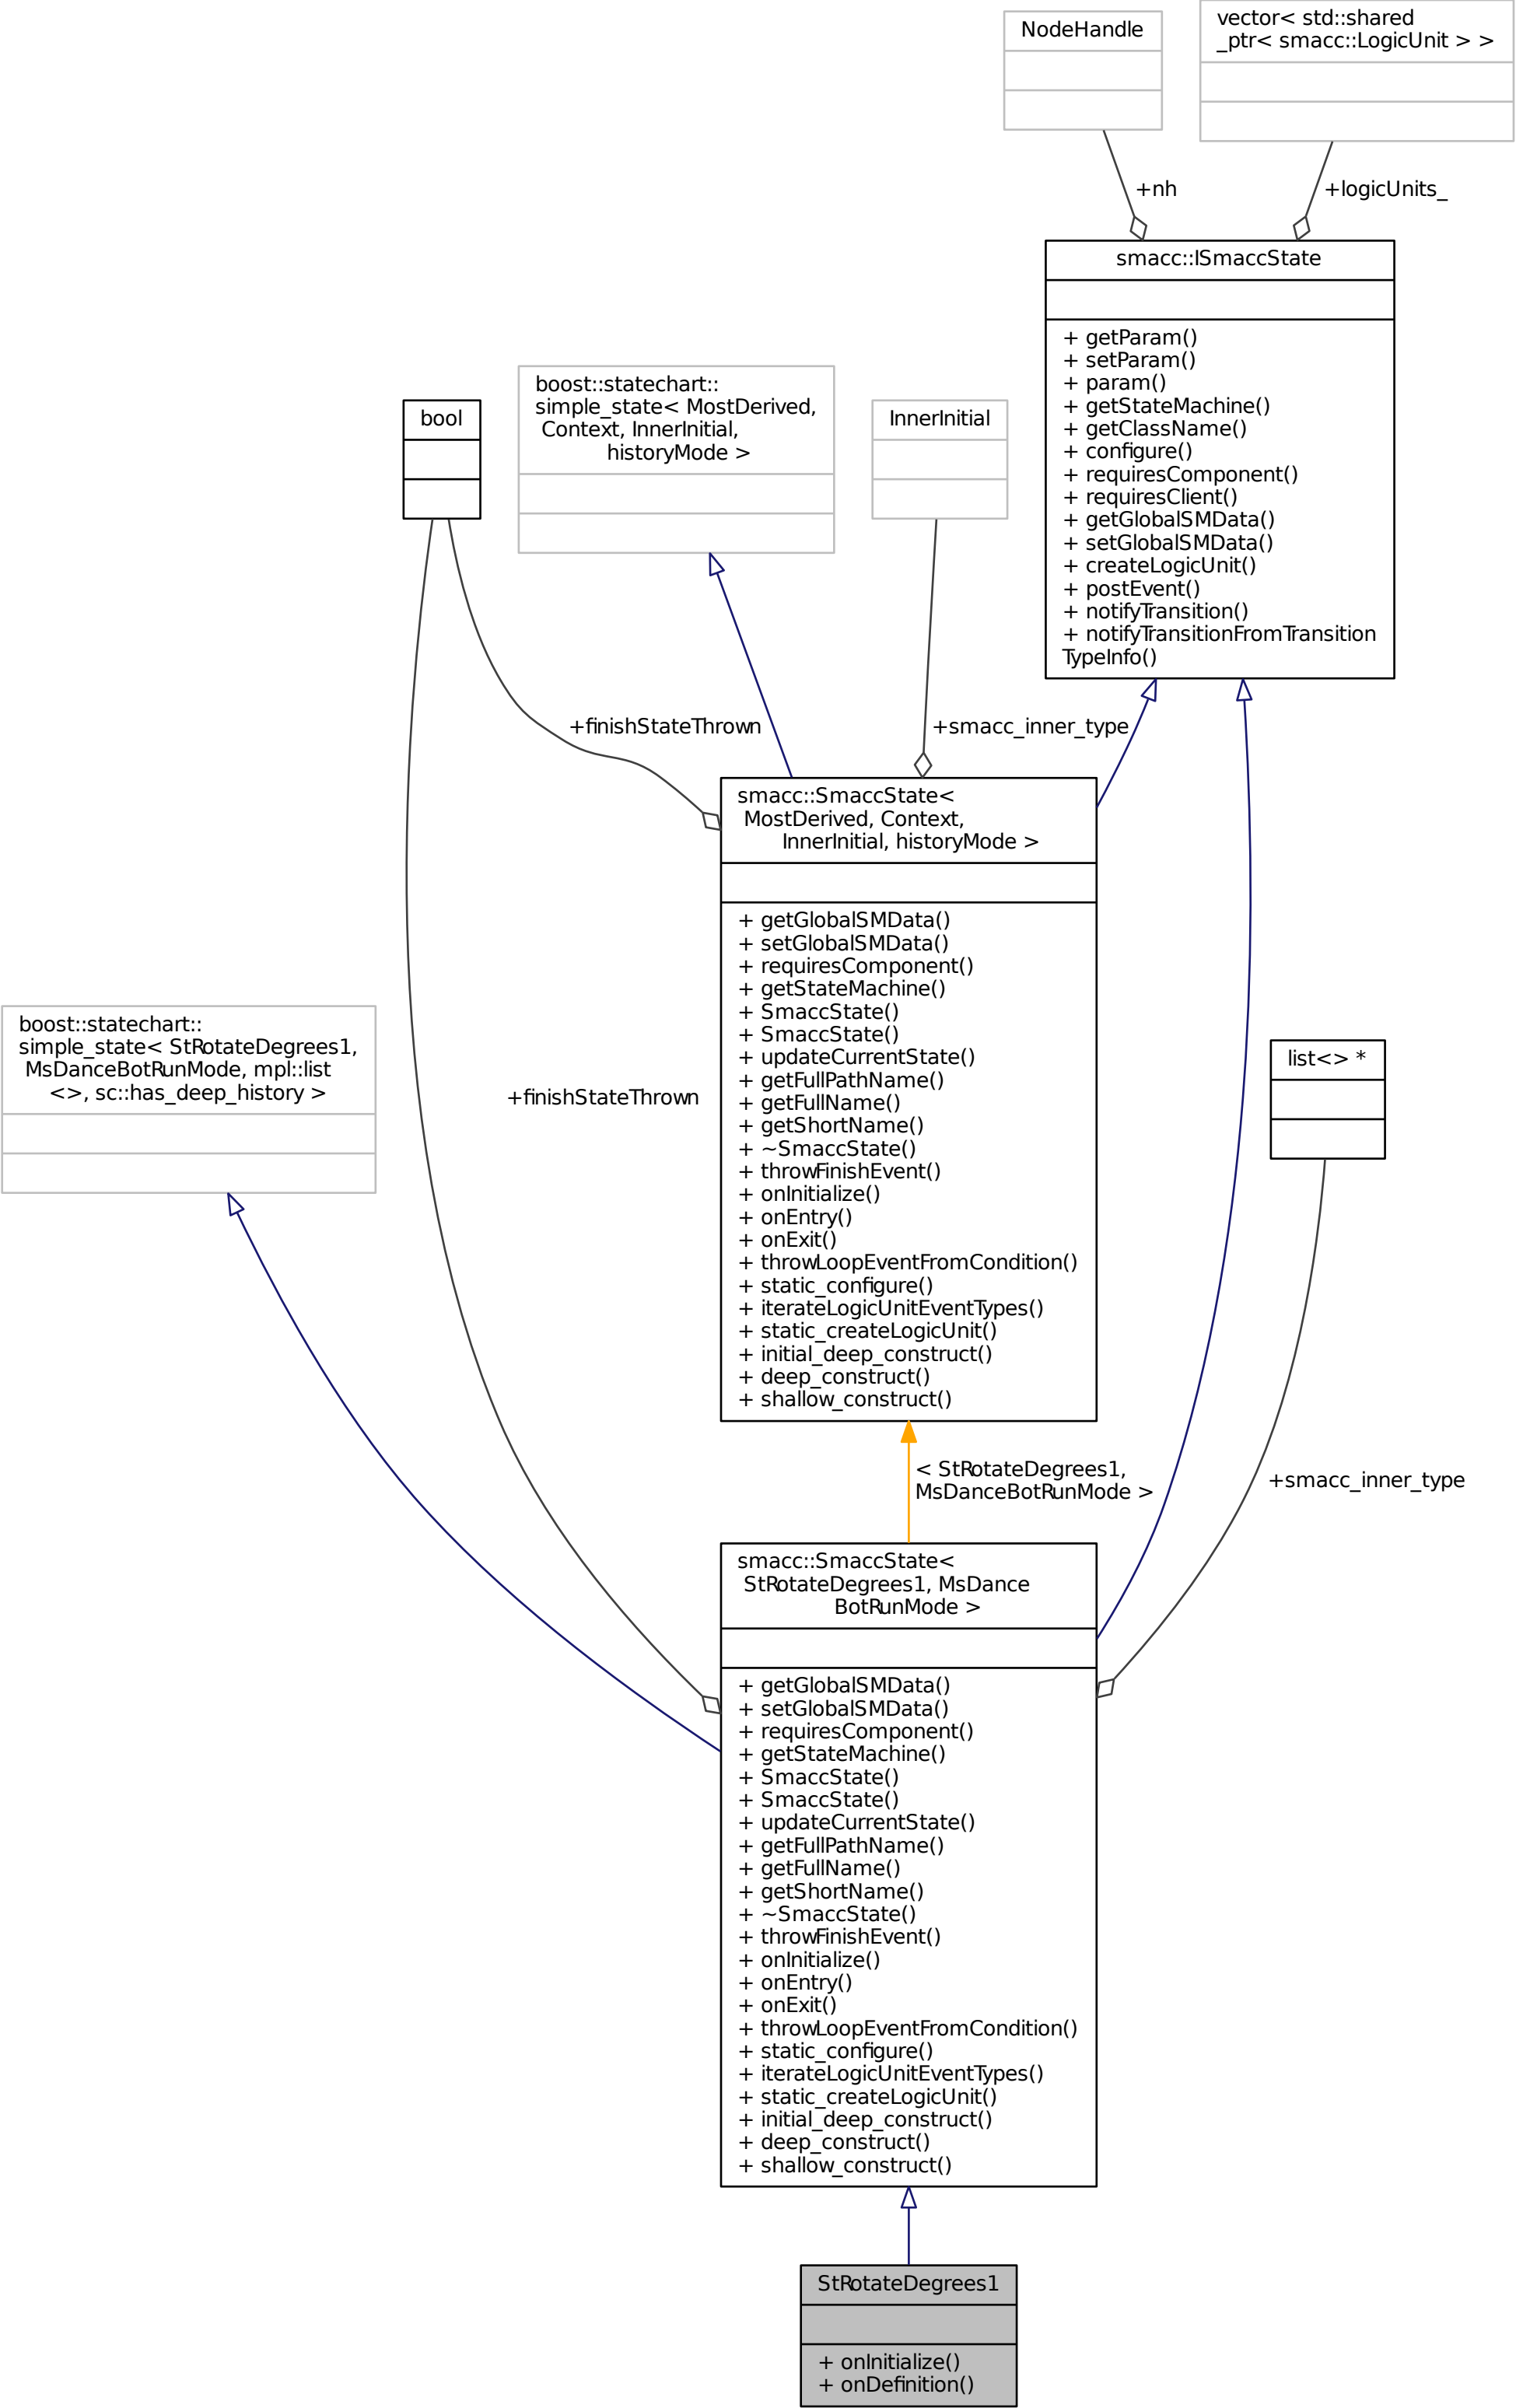 NodeHandle
vector< std::shared
_ptr< smacc::LogicUnit > >
+nh
+logicUnits_
smacc::ISmaccState
+ getParam()
+ setParam()
+ param()
+ getStateMachine()
+ getClassName()
+ configure()
+ requiresComponent()
+ requiresClient()
+ getGlobalSMData()
+ setGlobalSMData()
+ createLogicUnit()
+ postEvent()
+ notifyTransition()
+ notifyTransitionFromTransition
TypeInfo()
bool
boost::statechart::
simple_state< MostDerived,
Context, InnerInitial,
historyMode >
InnerInitial
+finishStateThrown
+smacc_inner_type
smacc::SmaccState<
MostDerived, Context,
InnerInitial, historyMode >
+ getGlobalSMData()
+ setGlobalSMData()
+ requiresComponent()
+ getStateMachine()
+ SmaccState()
+ SmaccState()
+ updateCurrentState()
+ getFullPathName()
+ getFullName()
+ getShortName()
+ ~SmaccState()
+ throwFinishEvent()
+ onInitialize()
+ onEntry()
+ onExit()
+ throwLoopEventFromCondition()
+ static_configure()
+ iterateLogicUnitEventTypes()
+ static_createLogicUnit()
+ initial_deep_construct()
+ deep_construct()
+ shallow_construct()
boost::statechart::
simple_state< StRotateDegrees1,
MsDanceBotRunMode, mpl::list
<>, sc::has_deep_history >
+finishStateThrown
list<> *
< StRotateDegrees1,
MsDanceBotRunMode >
+smacc_inner_type
smacc::SmaccState<
StRotateDegrees1, MsDance
BotRunMode >
+ getGlobalSMData()
+ setGlobalSMData()
+ requiresComponent()
+ getStateMachine()
+ SmaccState()
+ SmaccState()
+ updateCurrentState()
+ getFullPathName()
+ getFullName()
+ getShortName()
+ ~SmaccState()
+ throwFinishEvent()
+ onInitialize()
+ onEntry()
+ onExit()
+ throwLoopEventFromCondition()
+ static_configure()
+ iterateLogicUnitEventTypes()
+ static_createLogicUnit()
+ initial_deep_construct()
+ deep_construct()
+ shallow_construct()
StRotateDegrees1
+ onInitialize()
+ onDefinition()